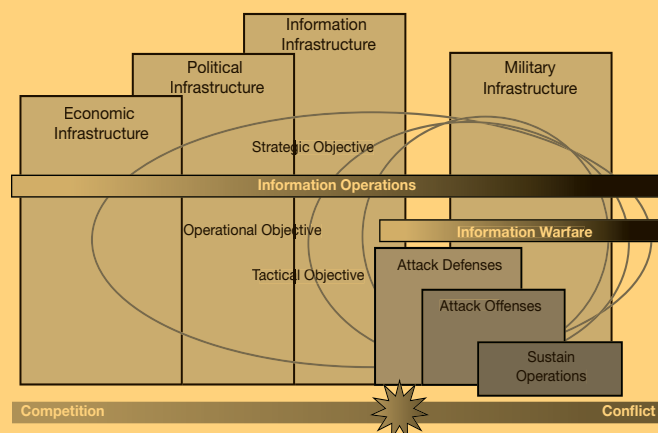 Information
Infrastructure
Political
Infrastructure
Military
Infrastructure
Economic
Infrastructure
Strategic Objective
Information Operations
Operational Objective
Information Warfare
Tactical Objective
Attack Defenses
Attack Offenses
Sustain
Operations
Competition
Conflict